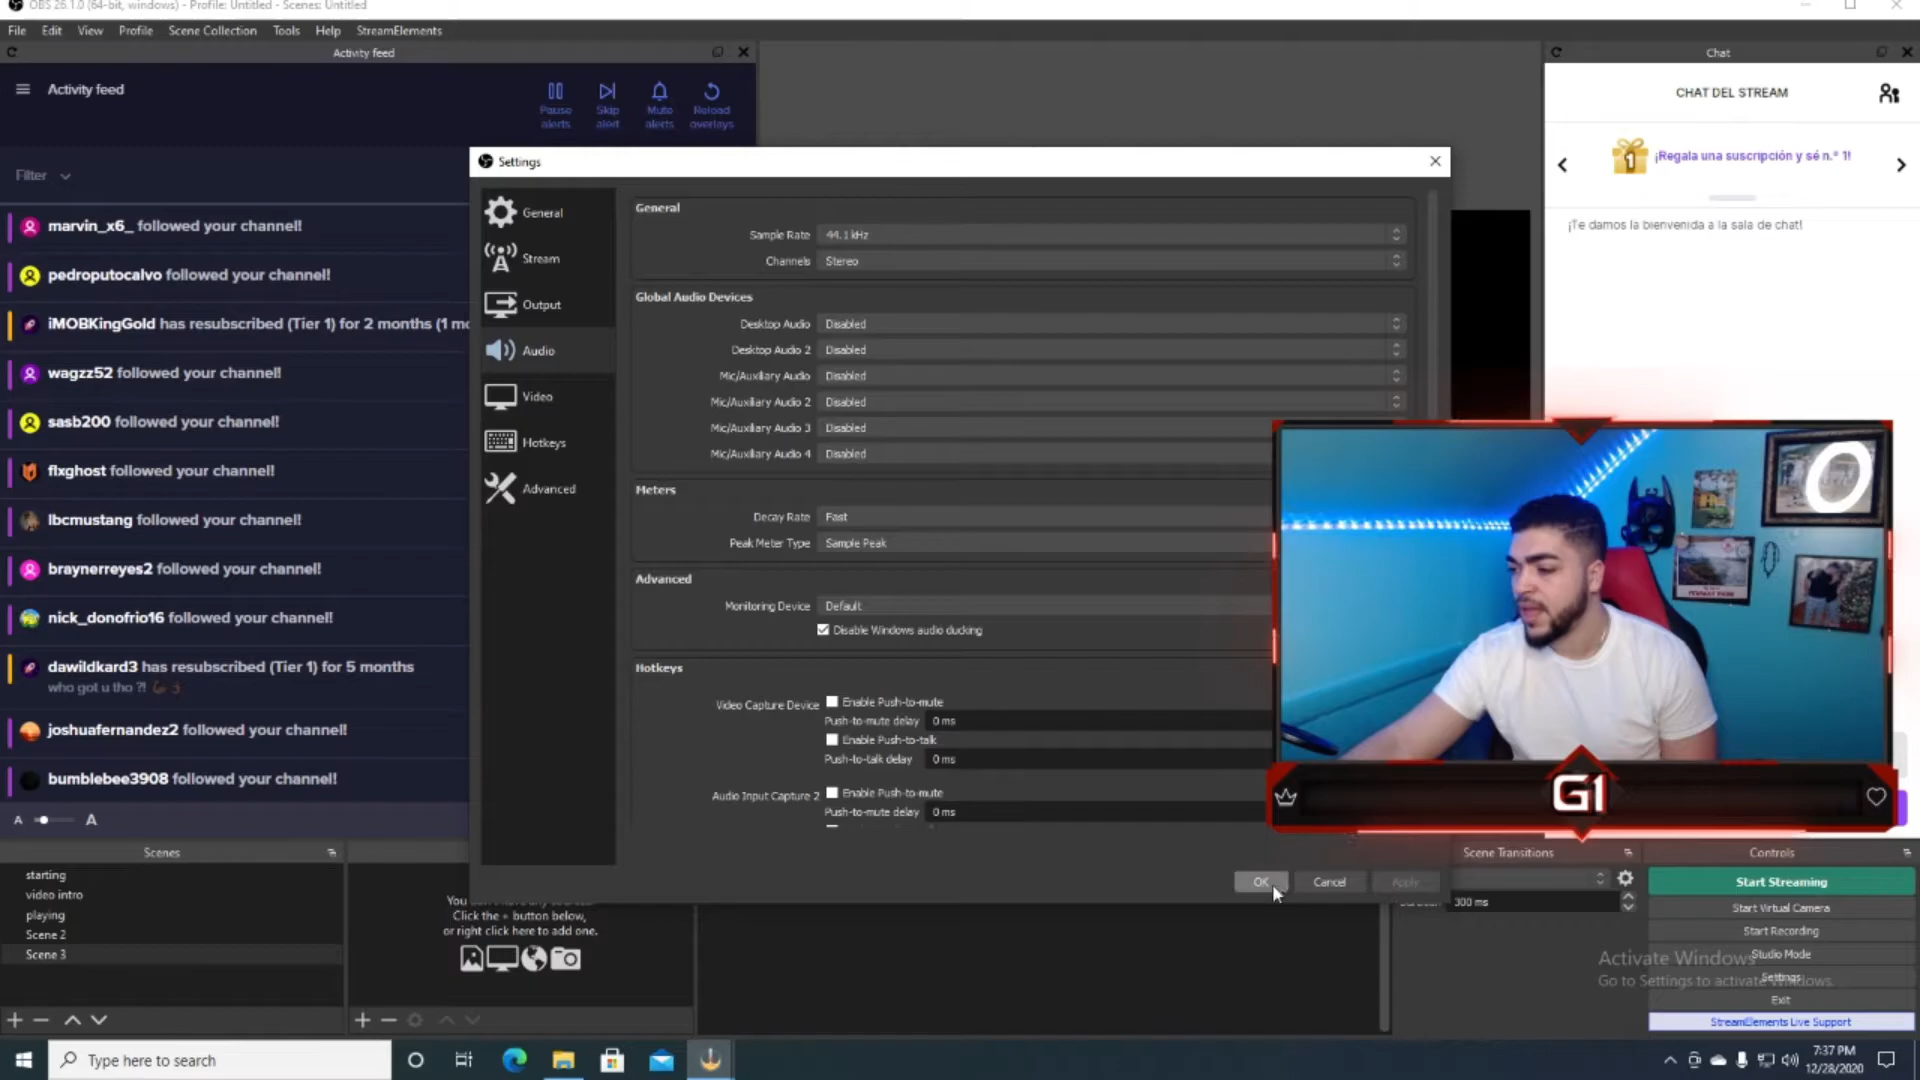 OBS 26.1.0 (64-bit, windows) - Profile: Untitled - Scenes: Untitled
File Edit View Profile Scene Collection Tools Help StreamElements
Activity feed
Chat
Activity feed
Pause alerts
Skip alert
Mute alerts
Reload overlays
CHAT DEL STREAM
1
¡Regala una suscripción y sé n.º 1!
¡Te damos la bienvenida a la sala de chat!
Filter
marvin_x6_ followed your channel!
pedroputocalvo followed your channel!
iMOBKingGold has resubscribed (Tier 1) for 2 months (1 mo
wagzz52 followed your channel!
sasb200 followed your channel!
flxghost followed your channel!
lbcmustang followed your channel!
braynerreyes2 followed your channel!
nick_donofrio16 followed your channel!
dawildkard3 has resubscribed (Tier 1) for 5 months
who got u tho ?!
joshuafernandez2 followed your channel!
bumblebee3908 followed your channel!
A A
Settings
General
Stream
Output
Audio
Video
Hotkeys
Advanced
General
Sample Rate 44.1 kHz
Channels Stereo
Global Audio Devices
Desktop Audio Disabled
Desktop Audio 2 Disabled
Mic/Auxiliary Audio Disabled
Mic/Auxiliary Audio 2 Disabled
Mic/Auxiliary Audio 3 Disabled
Mic/Auxiliary Audio 4 Disabled
Meters
Decay Rate Fast
Peak Meter Type Sample Peak
Advanced
Monitoring Device Default
Disable Windows audio ducking
Hotkeys
Video Capture Device Enable Push-to-mute
Push-to-mute delay 0 ms
Enable Push-to-talk
Push-to-talk delay 0 ms
Audio Input Capture 2 Enable Push-to-mute
Push-to-mute delay 0 ms
OK Cancel Apply
0
G1
Scenes
starting
video intro
playing
Scene 2
Scene 3
Click the + button below,
or right click here to add one.
Scene Transitions
300 ms
Controls
Start Streaming
Start Virtual Camera
Start Recording
Studio Mode
Settings
Exit
StreamElements Live Support
Activate Windows
Go to Settings to activate Windows.
Type here to search
7:37 PM
12/28/2020